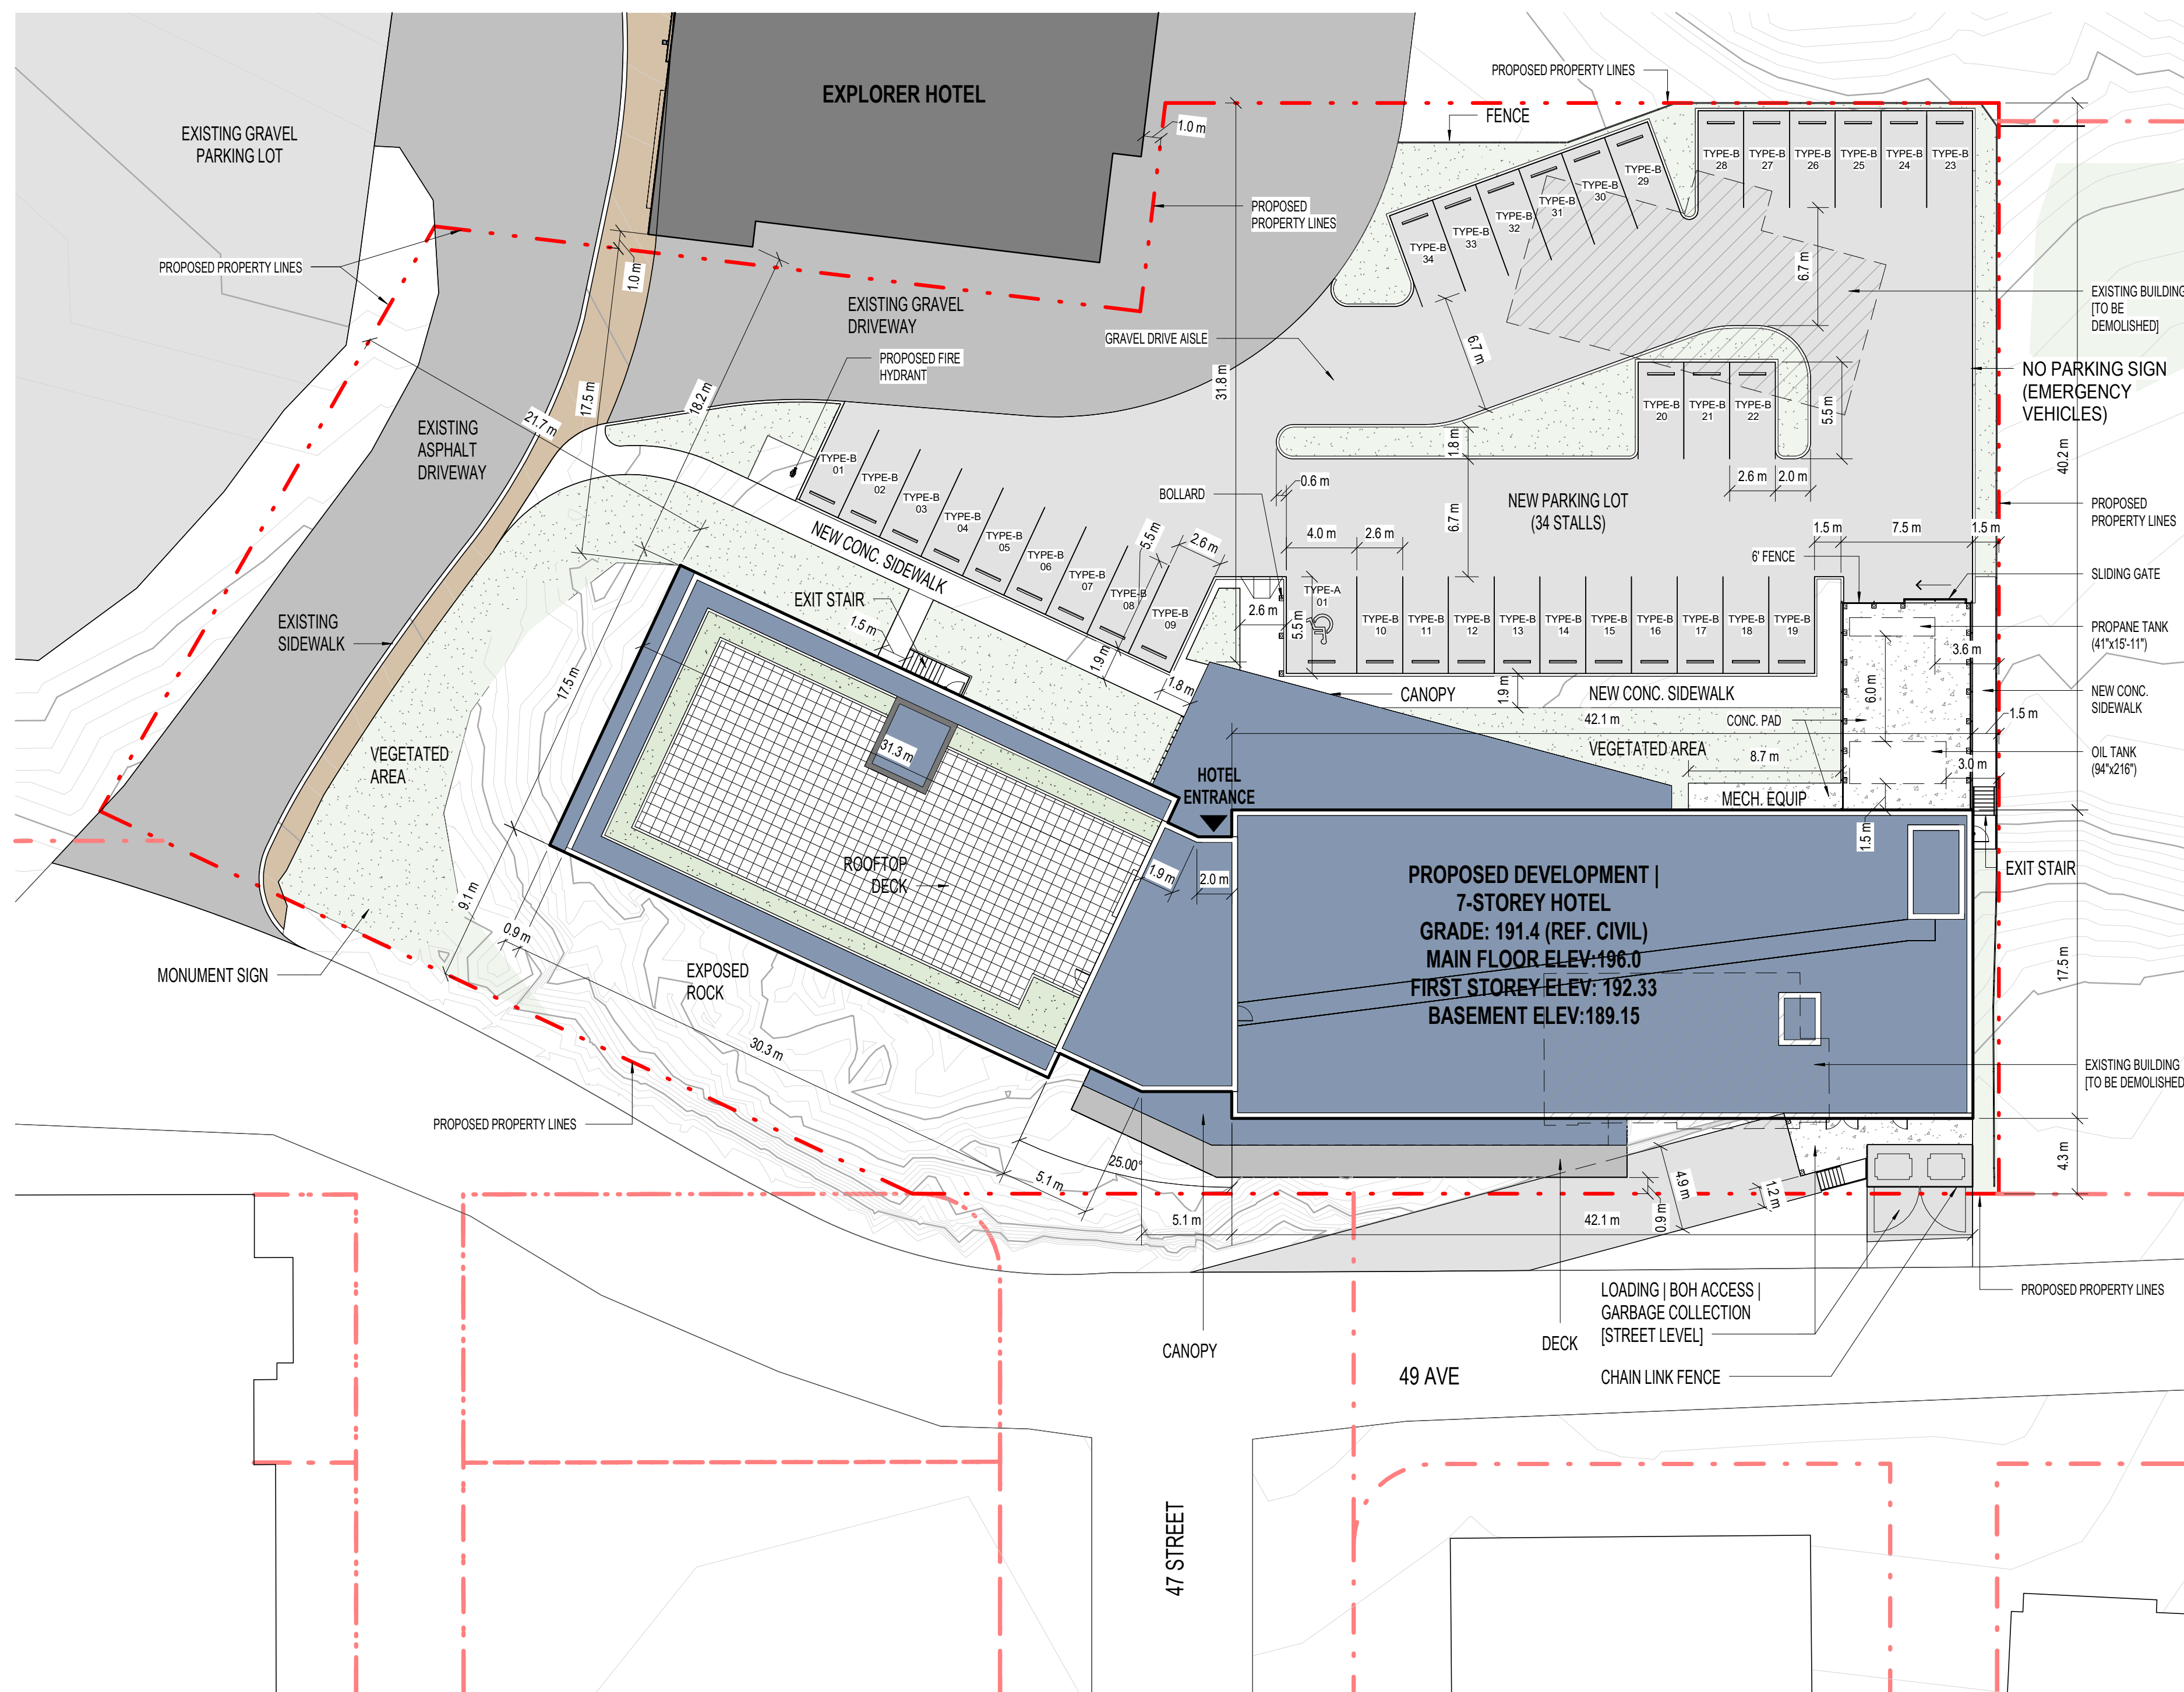 PROPOSED PROPERTY LINES
EXPLORER HOTEL
FENCE
EXISTING GRAVEL
PARKING LOT
1.0 m
TYPE-B
28
TYPE-B
27
TYPE-B
26
TYPE-B
25
TYPE-B
24
TYPE-B
23
TYPE-B
29
TYPE-B
30
TYPE-B
31
TYPE-B
32
TYPE-B
33
TYPE-B
34
PROPOSED
PROPERTY LINES
PROPOSED PROPERTY LINES
1.0 m
6.7 m
EXISTING BUILDING
[TO BE
DEMOLISHED]
EXISTING GRAVEL
DRIVEWAY
GRAVEL DRIVE AISLE
6.7 m
PROPOSED FIRE
HYDRANT
31.8 m
NO PARKING SIGN
(EMERGENCY
VEHICLES)
17.5 m
18.2 m
21.7 m
TYPE-B
20
TYPE-B
21
TYPE-B
22
5.5 m
1.8 m
40.2 m
EXISTING
ASPHALT
DRIVEWAY
TYPE-B
01
TYPE-B
02
TYPE-B
03
TYPE-B
04
TYPE-B
05
TYPE-B
06
TYPE-B
07
TYPE-B
08
TYPE-B
09
2.6 m
2.0 m
0.6 m
BOLLARD
NEW PARKING LOT
(34 STALLS)
PROPOSED
PROPERTY LINES
6.7 m
4.0 m
2.6 m
1.5 m
7.5 m
1.5 m
5.5 m
2.6 m
NEW CONC. SIDEWALK
6' FENCE
SLIDING GATE
EXIT STAIR
1.5 m
TYPE-A
01
2.6 m
5.5 m
TYPE-B
10
TYPE-B
11
TYPE-B
12
TYPE-B
13
TYPE-B
14
TYPE-B
15
TYPE-B
16
TYPE-B
17
TYPE-B
18
TYPE-B
19
PROPANE TANK
(41"x15'-11")
3.6 m
EXISTING
SIDEWALK
1.9 m
1.8 m
17.5 m
CANOPY
1.9 m
NEW CONC. SIDEWALK
6.0 m
NEW CONC.
SIDEWALK
42.1 m
CONC. PAD
1.5 m
VEGETATED
AREA
31.3 m
VEGETATED AREA
8.7 m
OIL TANK
(94"x216")
3.0 m
HOTEL
ENTRANCE
MECH. EQUIP
1.5 m
ROOFTOP
DECK
1.9 m
2.0 m
EXIT STAIR
PROPOSED DEVELOPMENT |
7-STOREY HOTEL
GRADE: 191.4 (REF. CIVIL)
MAIN FLOOR ELEV:196.0
FIRST STOREY ELEV: 192.33
BASEMENT ELEV:189.15
9.1 m
0.9 m
17.5 m
MONUMENT SIGN
EXPOSED
ROCK
30.3 m
EXISTING BUILDING
[TO BE DEMOLISHED
PROPOSED PROPERTY LINES
25.00°
5.1 m
4.3 m
4.9 m
1.2 m
0.9 m
5.1 m
42.1 m
LOADING | BOH ACCESS |
GARBAGE COLLECTION
[STREET LEVEL]
PROPOSED PROPERTY LINES
CANOPY
DECK
49 AVE
CHAIN LINK FENCE
47 STREET